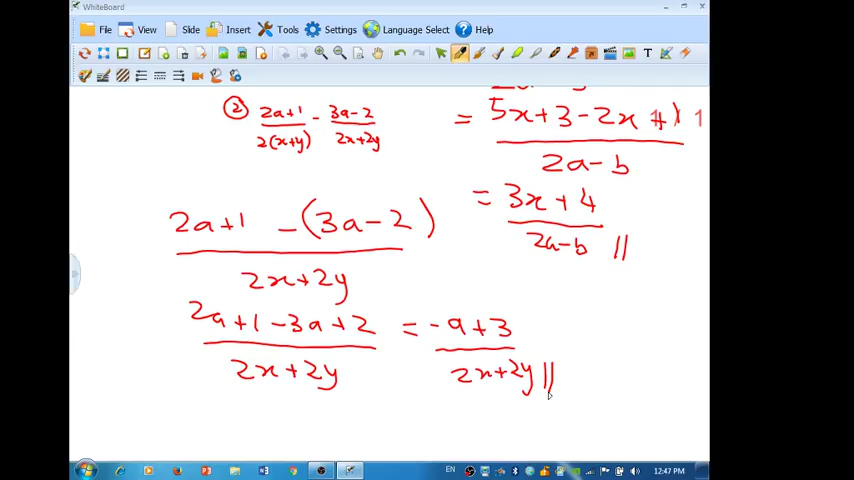 WhiteBoard
File View Slide Insert Tools Settings Language Select Help
② 2a+1 / 2(x+y) - 3a-2 / 2x+2y
2a+1 -(3a-2)
2x+2y
2a+1-3a+2 = -a+3
2x+2y 2x+2y //
= 5x+3-2x+1 1
2a-b
= 3x+4
2a-b //
EN 12:47 PM